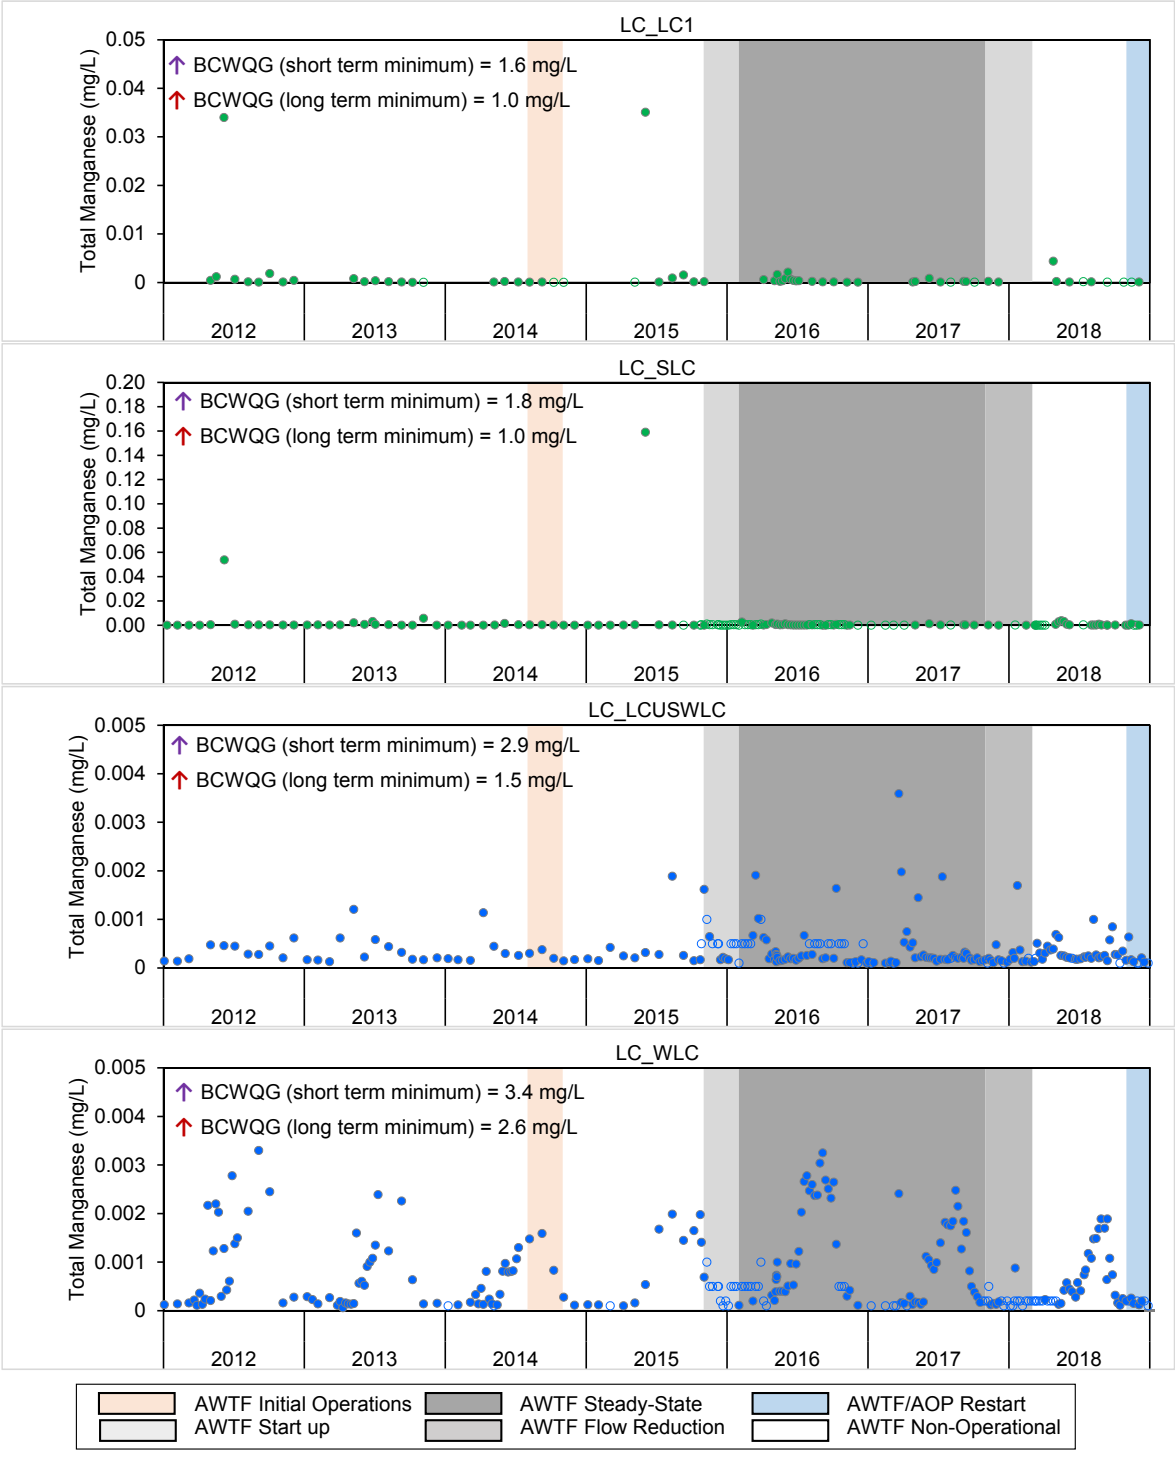 LC_LC1
0.05
0.04
0.03
0.02
0.01
0
Total Manganese (mg/L)
BCWQG (short term minimum) = 1.6 mg/L
BCWQG (long term minimum) = 1.0 mg/L
2012 2013 2014 2015 2016 2017 2018
LC_SLC
0.20
0.18
0.16
0.14
0.12
0.10
0.08
0.06
0.04
0.02
0.00
Total Manganese (mg/L)
BCWQG (short term minimum) = 1.8 mg/L
BCWQG (long term minimum) = 1.0 mg/L
2012 2013 2014 2015 2016 2017 2018
LC_LCUSWLC
0.005
0.004
0.003
0.002
0.001
0
Total Manganese (mg/L)
BCWQG (short term minimum) = 2.9 mg/L
BCWQG (long term minimum) = 1.5 mg/L
2012 2013 2014 2015 2016 2017 2018
LC_WLC
0.005
0.004
0.003
0.002
0.001
0
Total Manganese (mg/L)
BCWQG (short term minimum) = 3.4 mg/L
BCWQG (long term minimum) = 2.6 mg/L
2012 2013 2014 2015 2016 2017 2018
AWTF Initial Operations AWTF Steady-State AWTF/AOP Restart
AWTF Start up AWTF Flow Reduction AWTF Non-Operational